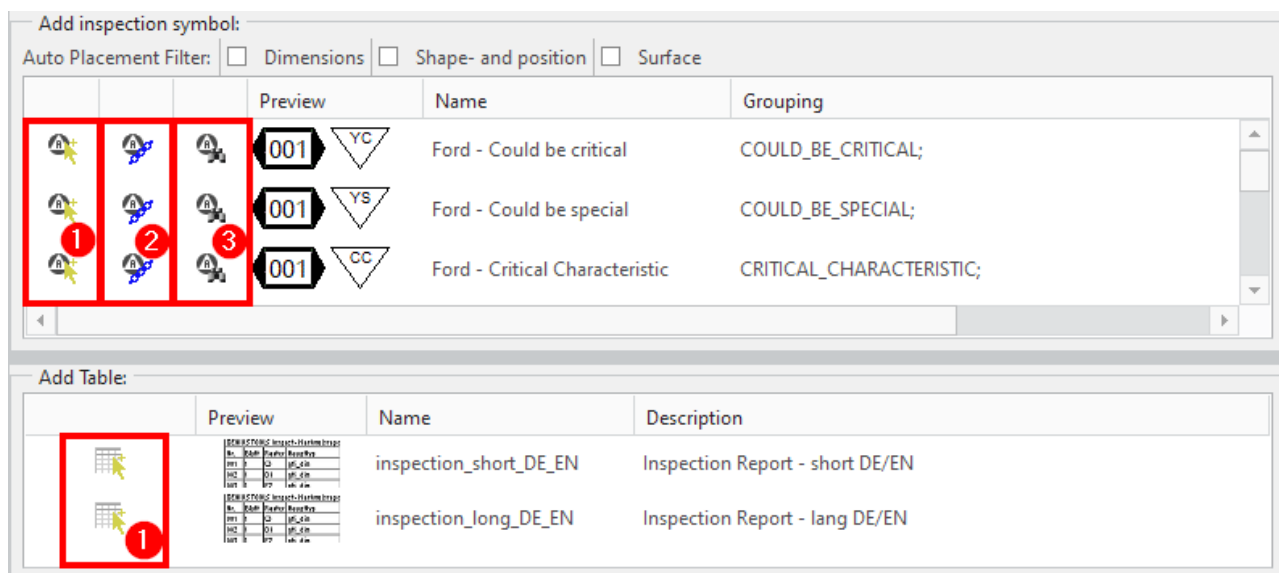 Add inspection symbol:
Auto Placement Filter: Dimensions Shape- and position Surface
Preview Name Grouping
001 YC Ford - Could be critical COULD_BE_CRITICAL;
001 YS Ford - Could be special COULD_BE_SPECIAL;
1 2 3
001 CC Ford - Critical Characteristic CRITICAL_CHARACTERISTIC;
Add Table:
Preview Name Description
inspection_short_DE_EN Inspection Report - short DE/EN
inspection_long_DE_EN Inspection Report - lang DE/EN
1